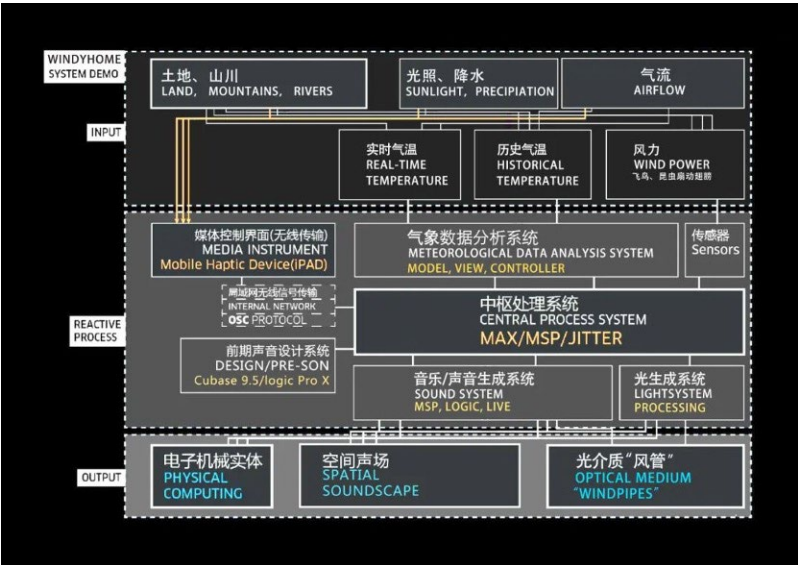 WINDYHOME
SYSTEM DEMO
土地、山川
LAND, MOUNTAINS, RIVERS
光照、降水
SUNLIGHT, PRECIPIATION
气流
AIRFLOW
INPUT
实时气温
REAL-TIME
TEMPERATURE
历史气温
HISTORICAL
TEMPERATURE
风力
WIND POWER
飞鸟、昆虫扇动翅膀
媒体控制界面(无线传输)
MEDIA INSTRUMENT
Mobile Haptic Device(iPAD)
气象数据分析系统
METEOROLOGICAL DATA ANALYSIS SYSTEM
MODEL, VIEW, CONTROLLER
传感器
Sensors
局域网无线信号传输
INTERNAL NETWORK
OSC PROTOCOL
中枢处理系统
CENTRAL PROCESS SYSTEM
MAX/MSP/JITTER
REACTIVE
PROCESS
前期声音设计系统
DESIGN/PRE-SON
Cubase 9.5/logic Pro X
音乐/声音生成系统
SOUND SYSTEM
MSP, LOGIC, LIVE
光生成系统
LIGHTSYSTEM
PROCESSING
OUTPUT
电子机械实体
PHYSICAL
COMPUTING
空间声场
SPATIAL
SOUNDSCAPE
光介质“风管”
OPTICAL MEDIUM
“WINDPIPES”